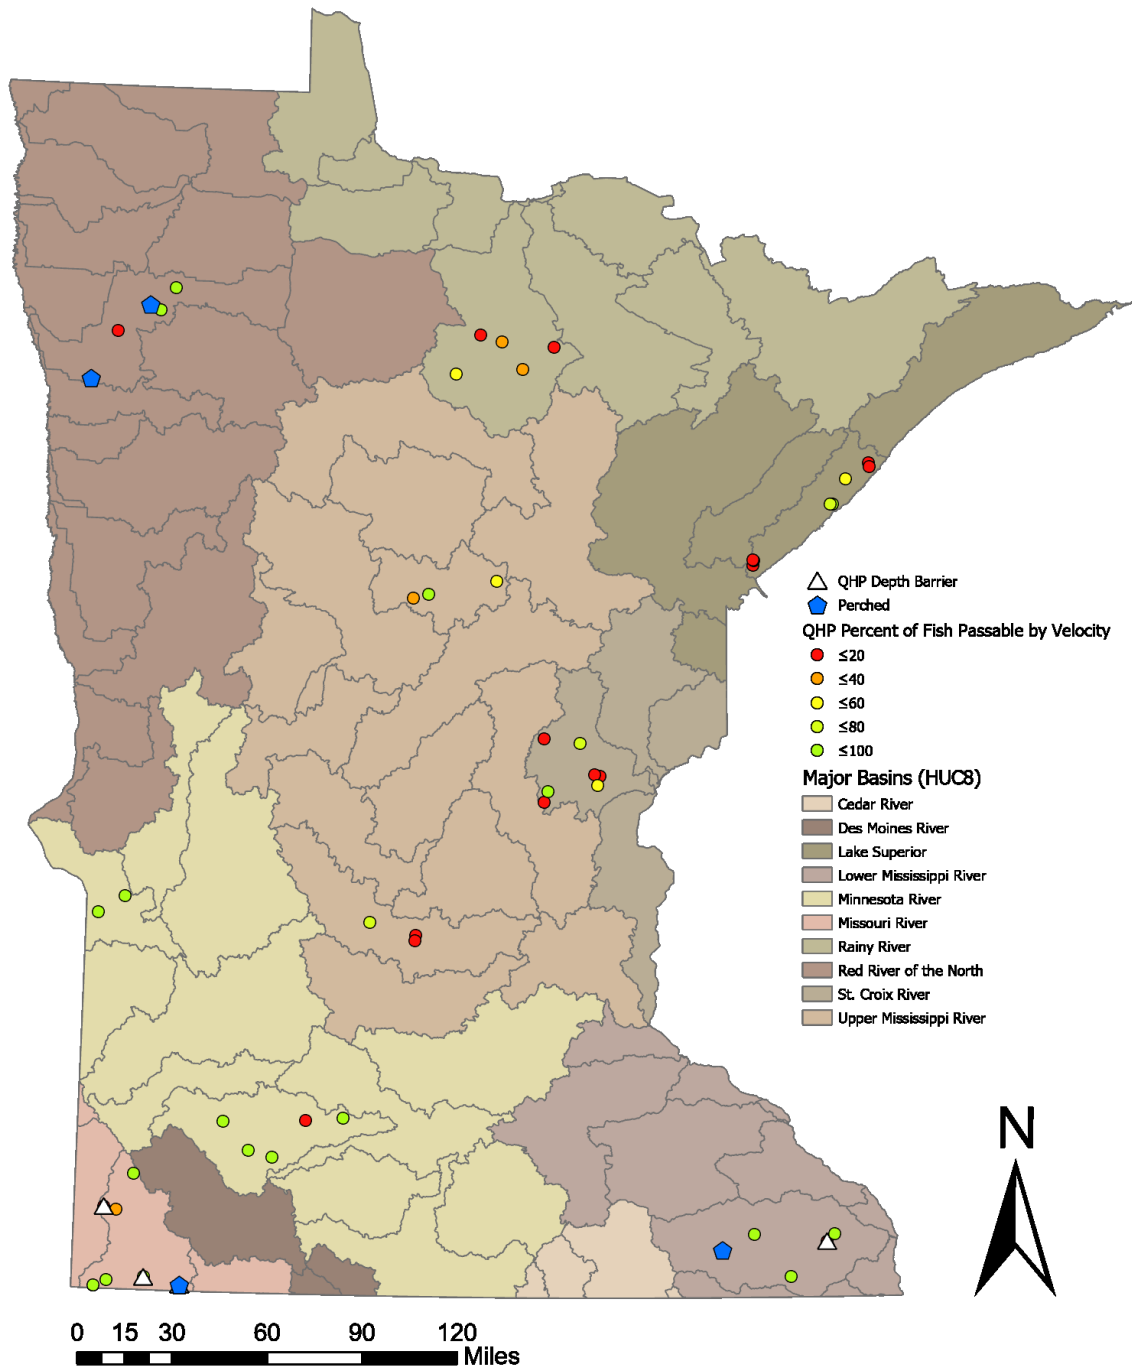 QHP Depth Barrier
Perched
QHP Percent of Fish Passable by Velocity
≤20
≤40
≤60
≤80
≤100
Major Basins (HUC8)
Cedar River
Des Moines River
Lake Superior
Lower Mississippi River
Minnesota River
Missouri River
Rainy River
Red River of the North
St. Croix River
Upper Mississippi River
N
0 15 30 60 90 120
Miles